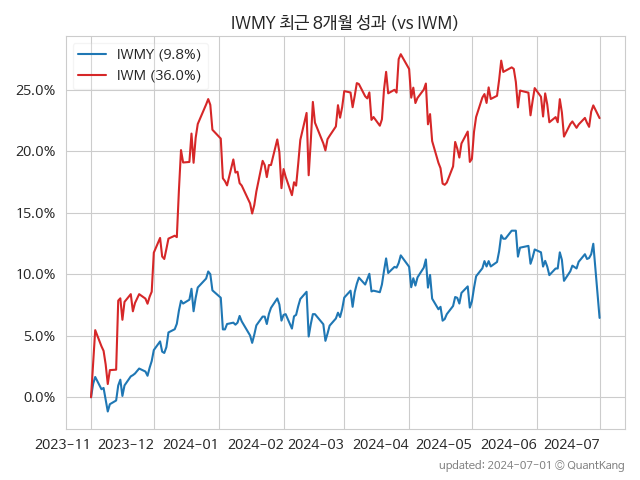 IWMY 최근 8개월 성과 (vs IWM)
IWMY (9.8%)
IWM (36.0%)
25.0%
20.0%
15.0%
10.0%
5.0%
0.0%
2023-11 2023-12 2024-01 2024-02 2024-03 2024-04 2024-05 2024-06 2024-07
updated: 2024-07-01 © QuantKang